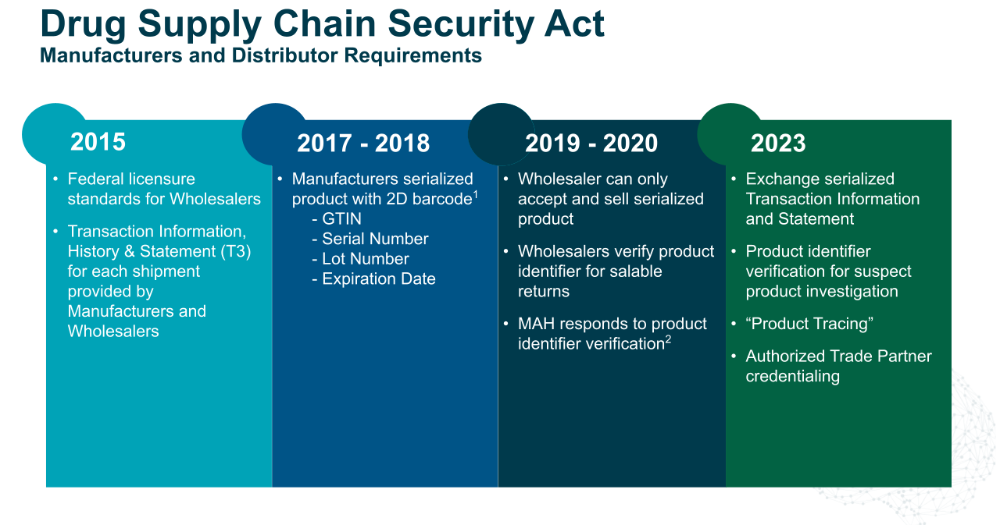 Drug Supply Chain Security Act
Manufacturers and Distributor Requirements
2015
• Federal licensure
standards for Wholesalers
• Transaction Information,
History & Statement (T3)
for each shipment
provided by
Manufacturers and
Wholesalers
2017 - 2018
• Manufacturers serialized
product with 2D barcode¹
- GTIN
- Serial Number
- Lot Number
- Expiration Date
2019 - 2020
• Wholesaler can only
accept and sell serialized
product
• Wholesalers verify product
identifier for salable
returns
• MAH responds to product
identifier verification²
2023
• Exchange serialized
Transaction Information
and Statement
• Product identifier
verification for suspect
product investigation
• “Product Tracing”
• Authorized Trade Partner
credentialing